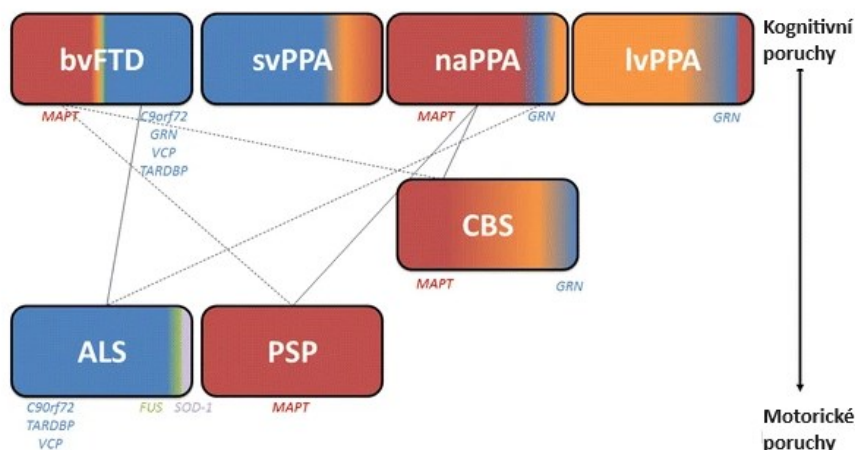 bvFTD
svPPA
naPPA
lvPPA
Kognitivní
poruchy
MAPT
C9orf72
GRN
VCP
TARDBP
MAPT
GRN
GRN
CBS
MAPT
GRN
ALS
PSP
C90rf72
TARDBP
VCP
FUS
SOD-1
MAPT
Motorické
poruchy